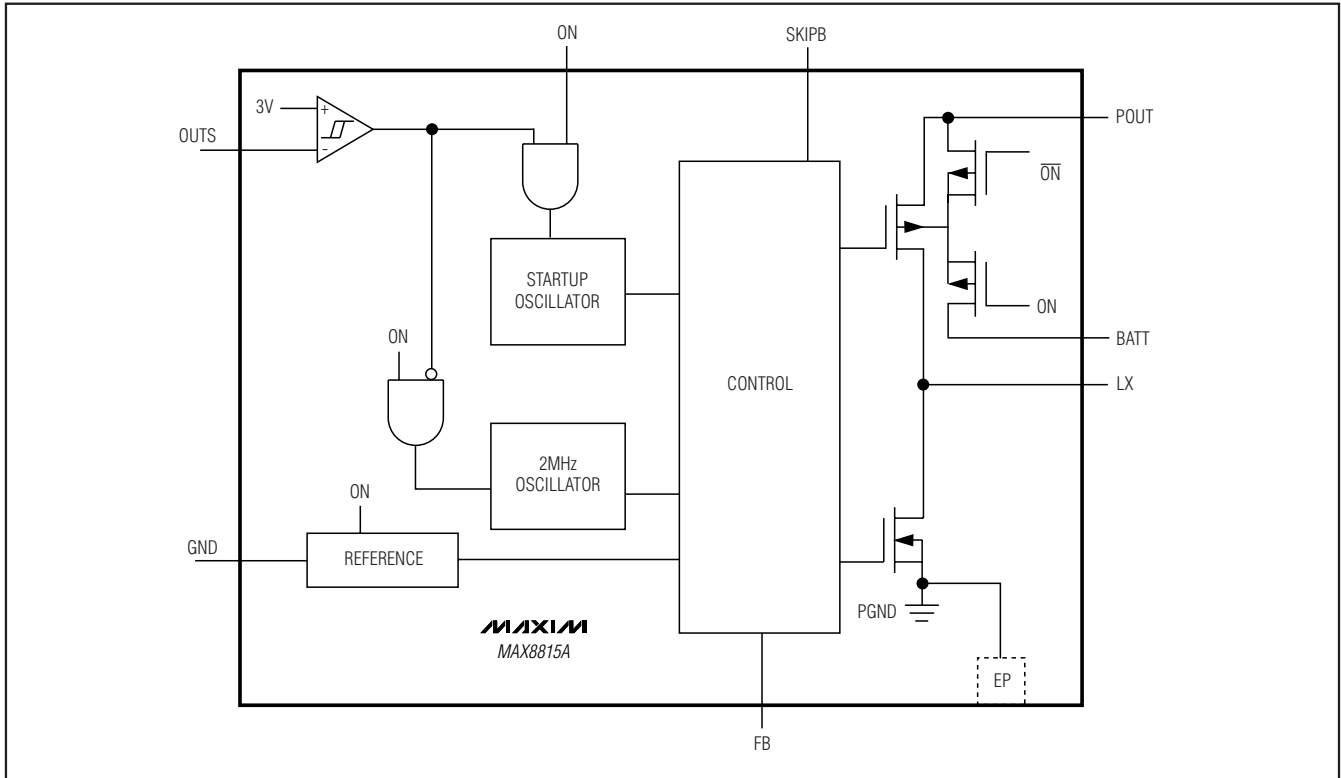 ON
SKIPB
3V
+
-
OUTS
POUT
O̅N̅
STARTUP
OSCILLATOR
ON
ON
BATT
CONTROL
LX
2MHz
OSCILLATOR
ON
GND
REFERENCE
PGND
MAXIM
MAX8815A
EP
FB